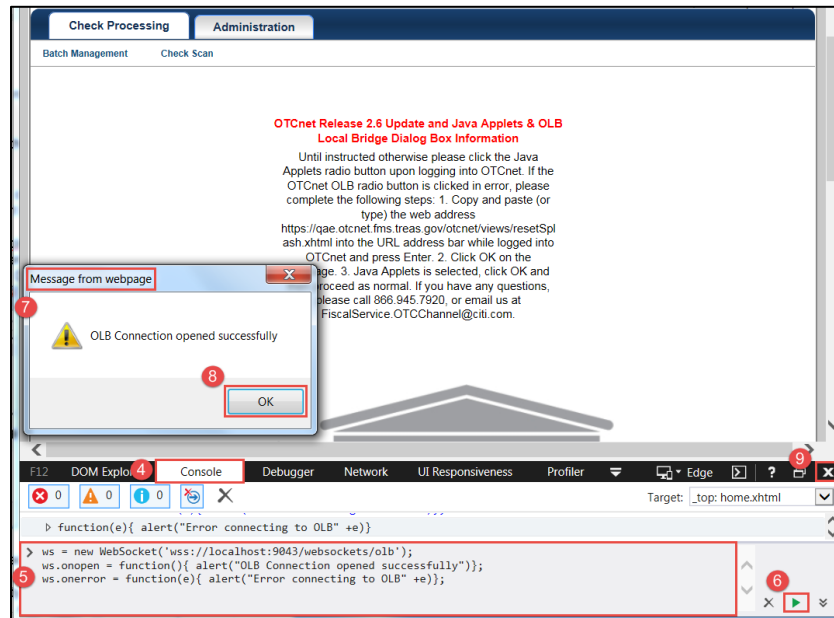 Check Processing Administration
Batch Management Check Scan
OTCnet Release 2.6 Update and Java Applets & OLB
Local Bridge Dialog Box Information
Until instructed otherwise please click the Java
Applets radio button upon logging into OTCnet. If the
OTCnet OLB radio button is clicked in error, please
complete the following steps: 1. Copy and paste (or
type) the web address
https://qae.otcnet.fms.treas.gov/otcnet/views/resetSpl
ash.xhtml into the URL address bar while logged into
OTCnet and press Enter. 2. Click OK on the
age. 3. Java Applets is selected, click OK and
proceed as normal. If you have any questions,
please call 866.945.7920, or email us at
FiscalService.OTCChannel@citi.com.
Message from webpage X
7
OLB Connection opened successfully
8
OK
9
F12 DOM Explo 4 Console Debugger Network UI Responsiveness Profiler Edge ? X
0 0 0 Target: _top: home.xhtml
function(e){ alert("Error connecting to OLB" +e)}
ws = new WebSocket('wss://localhost:9043/websockets/olb');
5 ws.onopen = function(){ alert("OLB Connection opened successfully")};
ws.onerror = function(e){ alert("Error connecting to OLB" +e)};
6